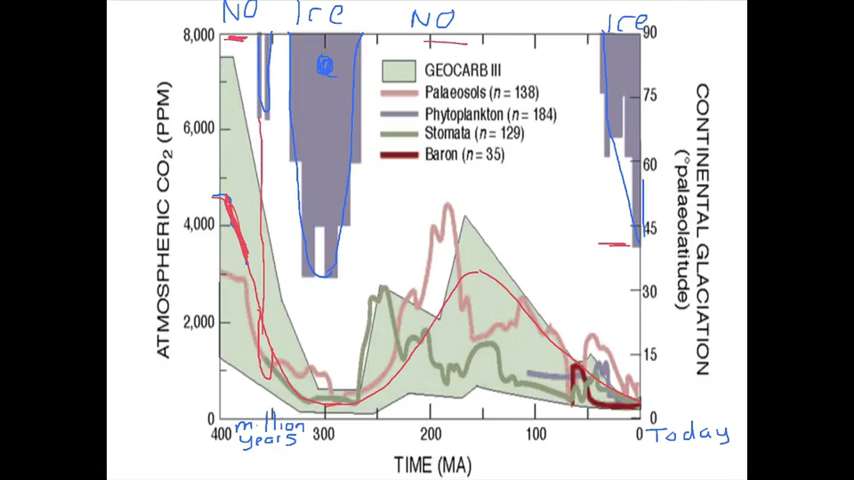 NO Ice NO Ice
8,000
6,000
4,000
2,000
0
ATMOSPHERIC CO2 (PPM)
GEOCARB III
Palaeosols (n = 138)
Phytoplankton (n = 184)
Stomata (n = 129)
Baron (n = 35)
90
75
60
45
30
15
0
CONTINENTAL GLACIATION
(°palaeolatitude)
400 300 200 100 0
million
years
Today
TIME (MA)